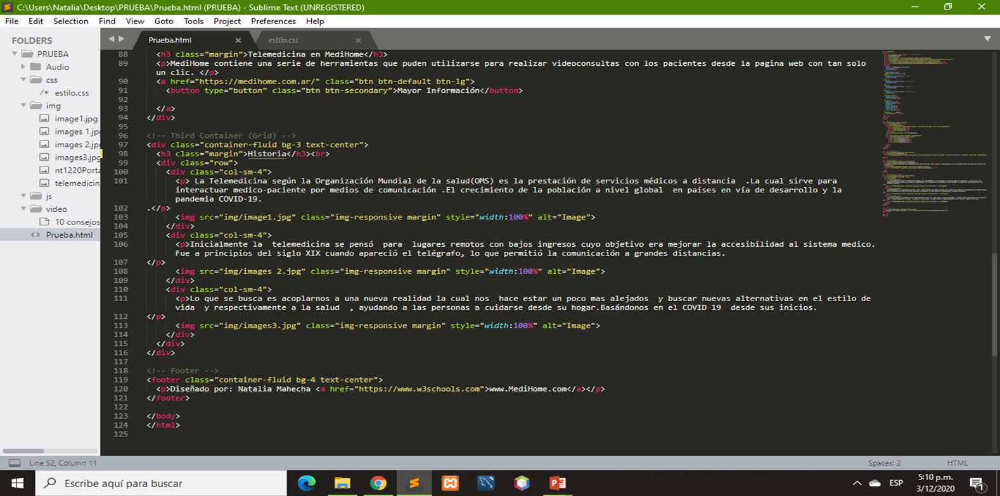 C:\Users\Natalia\Desktop\PRUEBA\Prueba.html (PRUEBA) - Sublime Text (UNREGISTERED)
File Edit Selection Find View Goto Tools Project Preferences Help
FOLDERS
PRUEBA
Audio
css
/* estilo.css
img
image1.jpg
images 1.jpg
images 2.jpg
images3.jpg
nt1220Porta
telemedicin
js
video
10 consejos
<> Prueba.html
Prueba.html × estilo.css ×
88 <h3 class="margin">Telemedicina en MediHome</h3>
89 <p>MediHome contiene una serie de herramientas que puden utilizarse para realizar videoconsultas con los pacientes desde la pagina web con tan solo
un clic. </p>
90 <a href="https://medihome.com.ar/" class="btn btn-default btn-lg">
91 <button type="button" class="btn btn-secondary">Mayor Información</button>
92
93 </a>
94 </div>
95
96 <!-- Third Container (Grid) -->
97 <div class="container-fluid bg-3 text-center">
98 <h3 class="margin">Historia</h3><br>
99 <div class="row">
100 <div class="col-sm-4">
101 <p> La Telemedicina según la Organización Mundial de la salud(OMS) es la prestación de servicios médicos a distancia  .La cual sirve para
interactuar medico-paciente por medios de comunicación .El crecimiento de la población a nivel global  en países en vía de desarrollo y la
pandemia COVID-19.
102 .</p>
103 <img src="img/image1.jpg" class="img-responsive margin" style="width:100%" alt="Image">
104 </div>
105 <div class="col-sm-4">
106 <p>Inicialmente la  telemedicina se pensó  para  lugares remotos con bajos ingresos cuyo objetivo era mejorar la accesibilidad al sistema medico.
Fue a principios del siglo XIX cuando apareció el telégrafo, lo que permitió la comunicación a grandes distancias.
107 </p>
108 <img src="img/images 2.jpg" class="img-responsive margin" style="width:100%" alt="Image">
109 </div>
110 <div class="col-sm-4">
111 <p>Lo que se busca es acoplarnos a una nueva realidad la cual nos  hace estar un poco mas alejados  y buscar nuevas alternativas en el estilo de
vida  y respectivamente a la salud  , ayudando a las personas a cuidarse desde su hogar.Basándonos en el COVID 19  desde sus inicios.
112 </p>
113 <img src="img/images3.jpg" class="img-responsive margin" style="width:100%" alt="Image">
114 </div>
115 </div>
116 </div>
117
118 <!-- Footer -->
119 <footer class="container-fluid bg-4 text-center">
120 <p>Diseñado por: Natalia Mahecha <a href="https://www.w3schools.com">www.MediHome.com</a></p>
121 </footer>
122
123 </body>
124 </html>
125
Line 52, Column 11 Spaces: 2 HTML
Escribe aquí para buscar
ESP
5:10 p.m.
3/12/2020
1